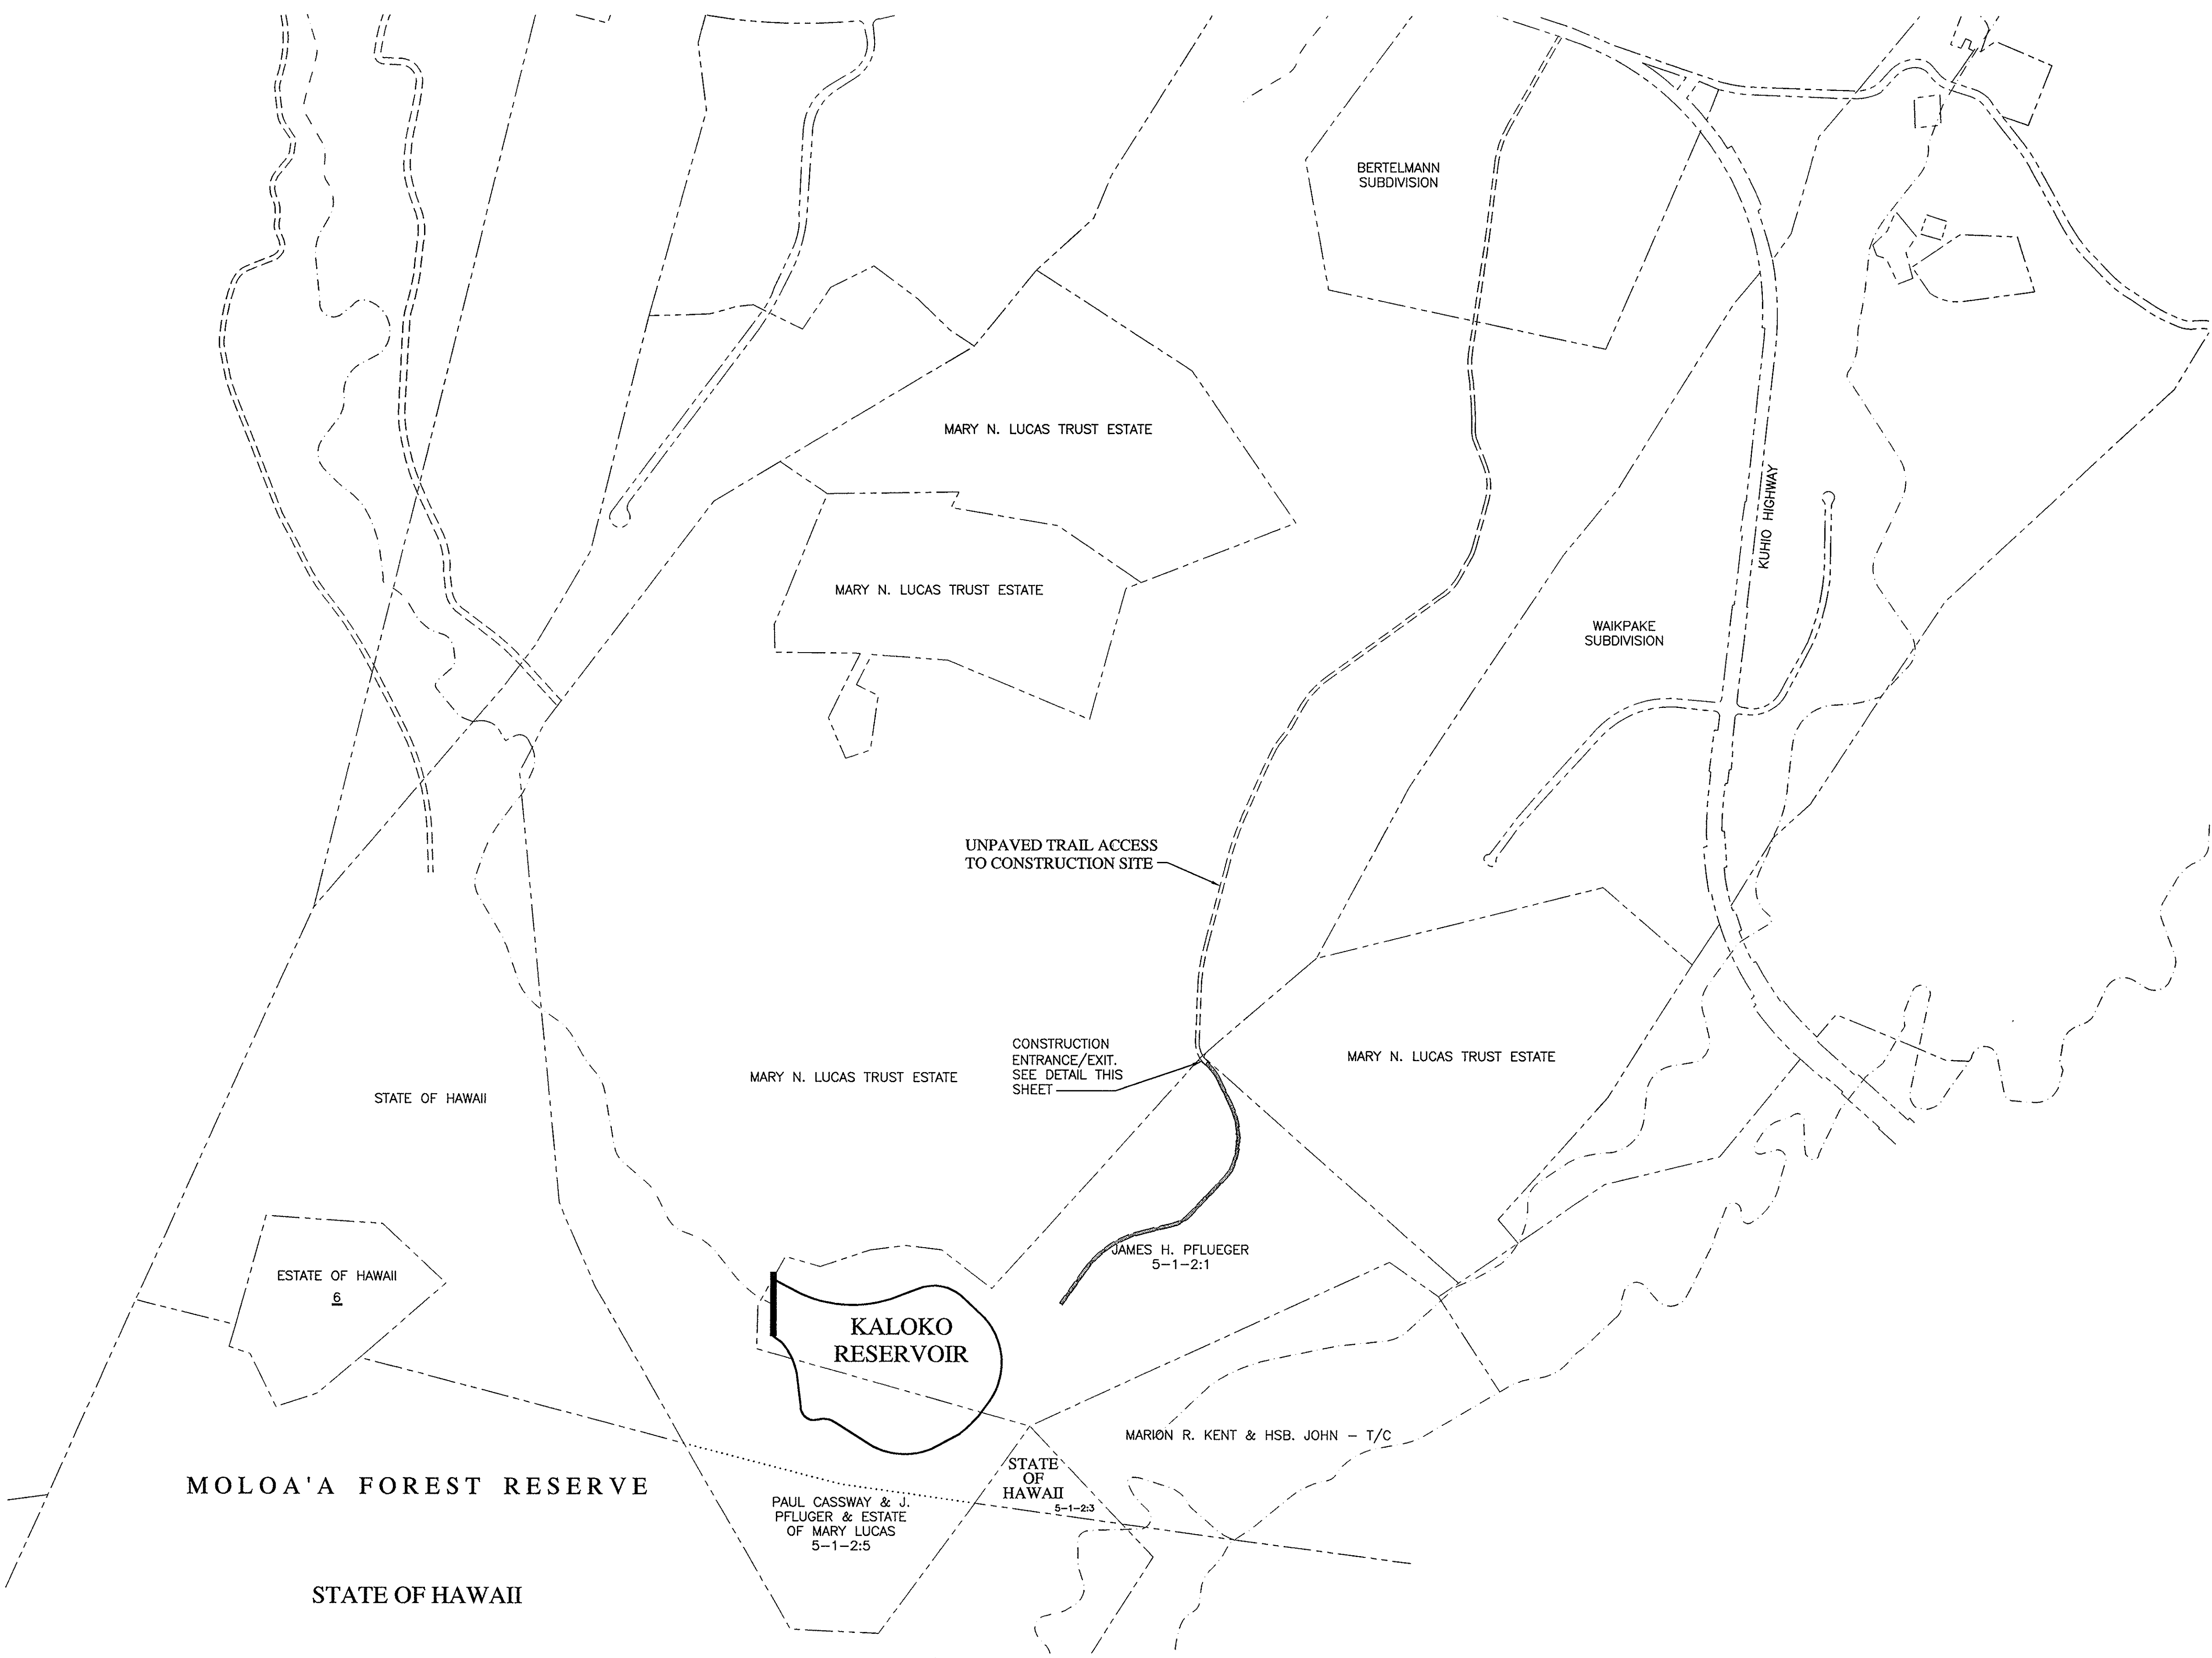 BERTELMANN
SUBDIVISION
MARY N. LUCAS TRUST ESTATE
KUHIO HIGHWAY
MARY N. LUCAS TRUST ESTATE
WAIKPAKE
SUBDIVISION
UNPAVED TRAIL ACCESS
TO CONSTRUCTION SITE
CONSTRUCTION
ENTRANCE/EXIT.
SEE DETAIL THIS
SHEET
MARY N. LUCAS TRUST ESTATE
MARY N. LUCAS TRUST ESTATE
STATE OF HAWAII
JAMES H. PFLUEGER
5-1-2:1
ESTATE OF HAWAII
6
KALOKO
RESERVOIR
MARION R. KENT & HSB. JOHN - T/C
STATE
OF
HAWAII
5-1-2:3
MOLOA'A FOREST RESERVE
PAUL CASSWAY & J.
PFLUGER & ESTATE
OF MARY LUCAS
5-1-2:5
STATE OF HAWAII